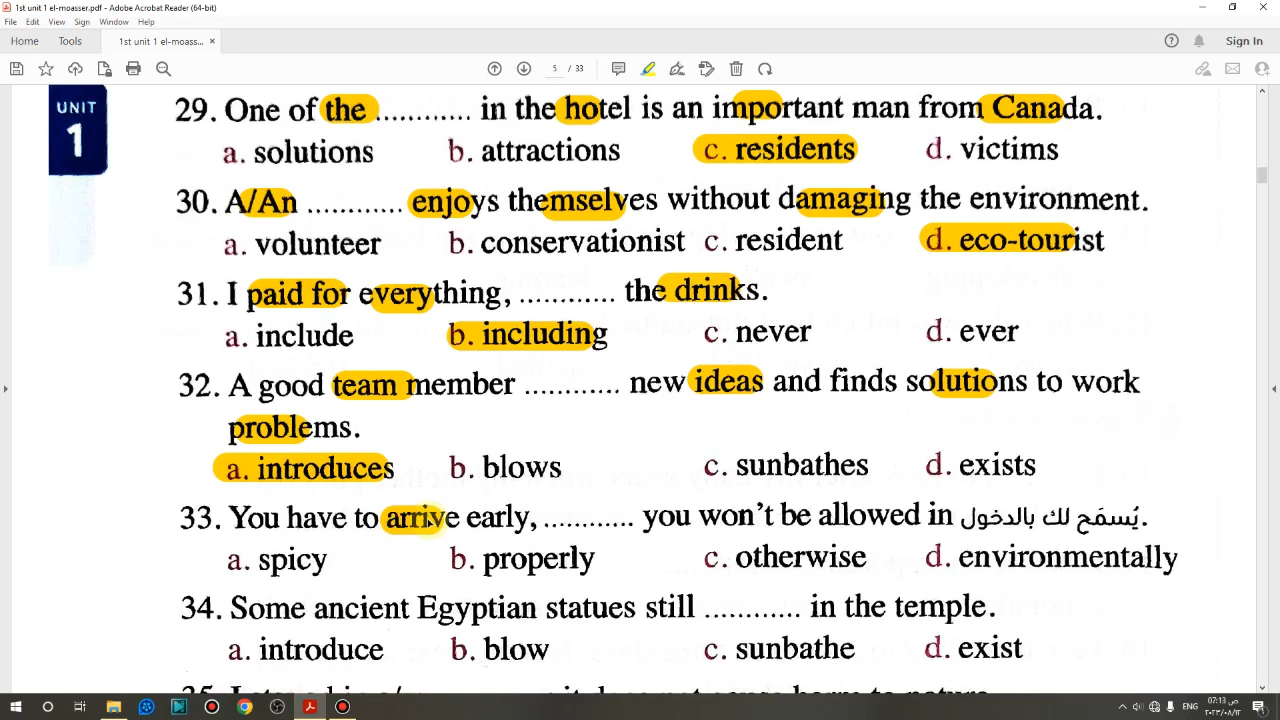 1st unit 1 el-moasser.pdf - Adobe Acrobat Reader (64-bit)
File Edit View Sign Window Help
Home Tools 1st unit 1 el-moass... × Sign In
5 / 33
UNIT
1
29. One of the ............ in the hotel is an important man from Canada.
a. solutions b. attractions c. residents d. victims
30. A/An ............ enjoys themselves without damaging the environment.
a. volunteer b. conservationist c. resident d. eco-tourist
31. I paid for everything, ............ the drinks.
a. include b. including c. never d. ever
32. A good team member ............ new ideas and finds solutions to work
problems.
a. introduces b. blows c. sunbathes d. exists
33. You have to arrive early, ............ you won't be allowed in يُسمَح لك بالدخول.
a. spicy b. properly c. otherwise d. environmentally
34. Some ancient Egyptian statues still ............ in the temple.
a. introduce b. blow c. sunbathe d. exist
ENG 07:13 ص
٢٠٢٣/٠٨/١٣